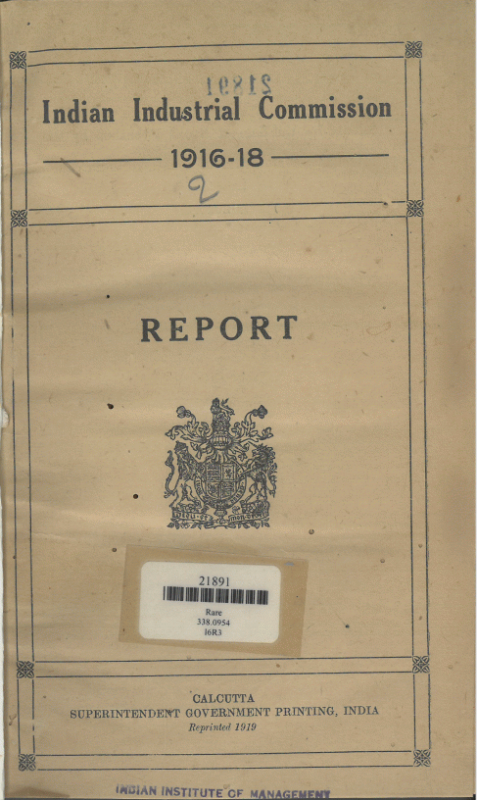 21891
Indian Industrial Commission
1916-18
2
REPORT
21891
Rare
338.0954
I6R3
CALCUTTA
SUPERINTENDENT GOVERNMENT PRINTING, INDIA
Reprinted 1919
INDIAN INSTITUTE OF MANAGEMENT